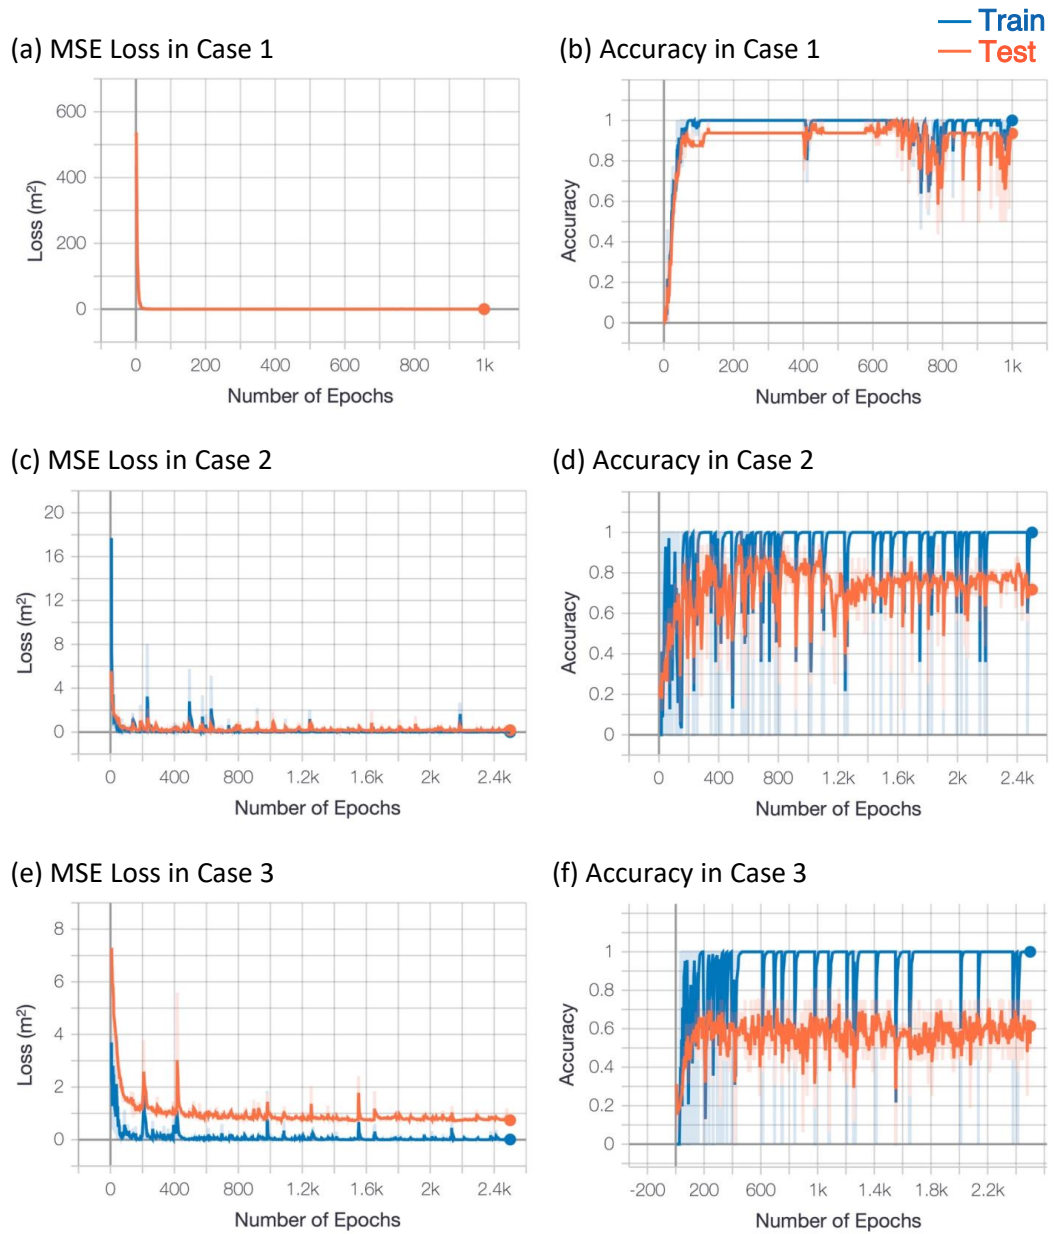 Train
Test
(a) MSE Loss in Case 1
(b) Accuracy in Case 1
600
400
200
0
Loss (m²)
0 200 400 600 800 1k
Number of Epochs
1
0.8
0.6
0.4
0.2
0
Accuracy
0 200 400 600 800 1k
Number of Epochs
(c) MSE Loss in Case 2
(d) Accuracy in Case 2
20
16
12
8
4
0
Loss (m²)
0 400 800 1.2k 1.6k 2k 2.4k
Number of Epochs
1
0.8
0.6
0.4
0.2
0
Accuracy
0 400 800 1.2k 1.6k 2k 2.4k
Number of Epochs
(e) MSE Loss in Case 3
(f) Accuracy in Case 3
8
6
4
2
0
Loss (m²)
0 400 800 1.2k 1.6k 2k 2.4k
Number of Epochs
1
0.8
0.6
0.4
0.2
0
Accuracy
-200 200 600 1k 1.4k 1.8k 2.2k
Number of Epochs